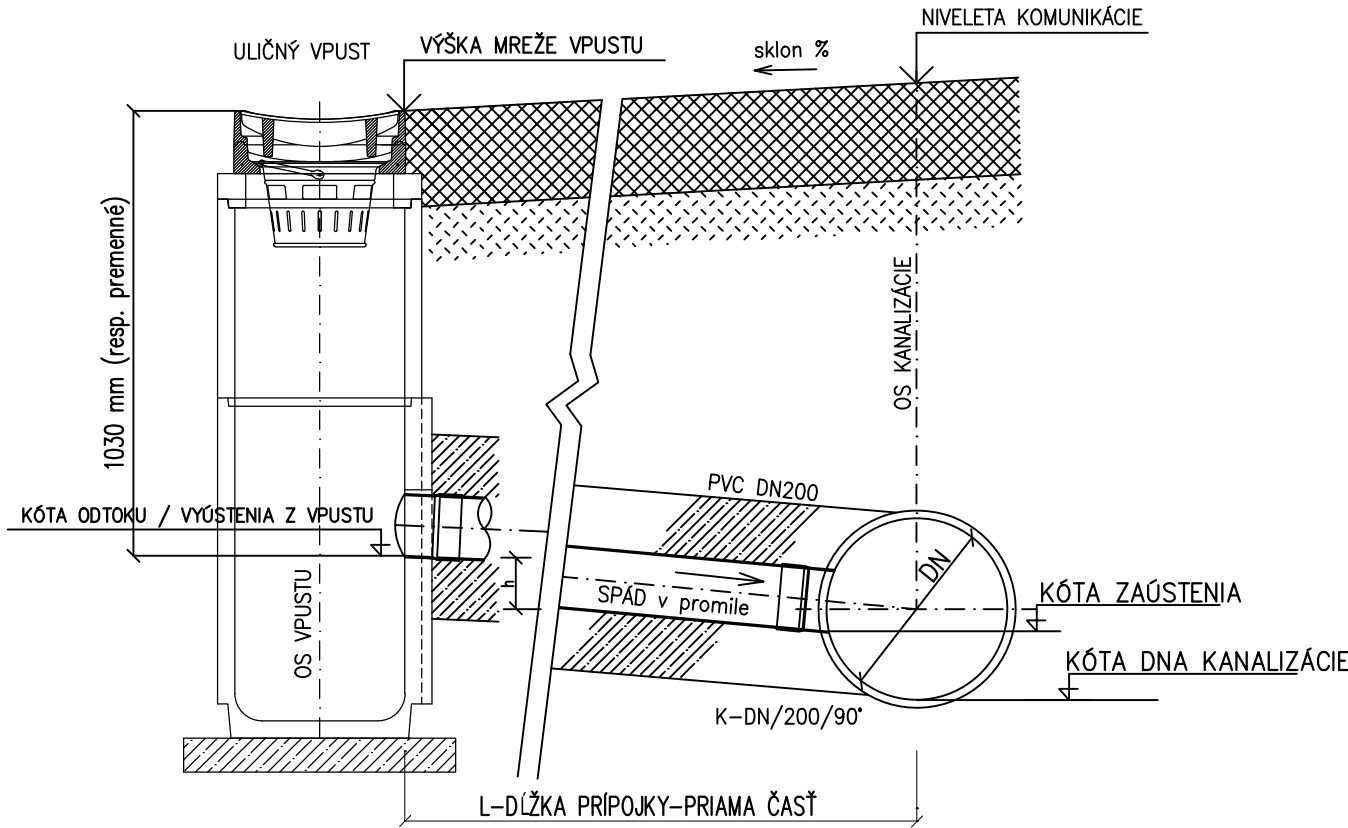 NIVELETA KOMUNIKÁCIE
ULIČNÝ VPUST
VÝŠKA MREŽE VPUSTU
sklon %
1030 mm (resp. premenné)
OS KANALIZÁCIE
PVC DN200
KÓTA ODTOKU / VYÚSTENIA Z VPUSTU
DN
h
SPÁD v promile
KÓTA ZAÚSTENIA
OS VPUSTU
KÓTA DNA KANALIZÁCIE
K-DN/200/90°
L-DĹŽKA PRÍPOJKY-PRIAMA ČASŤ